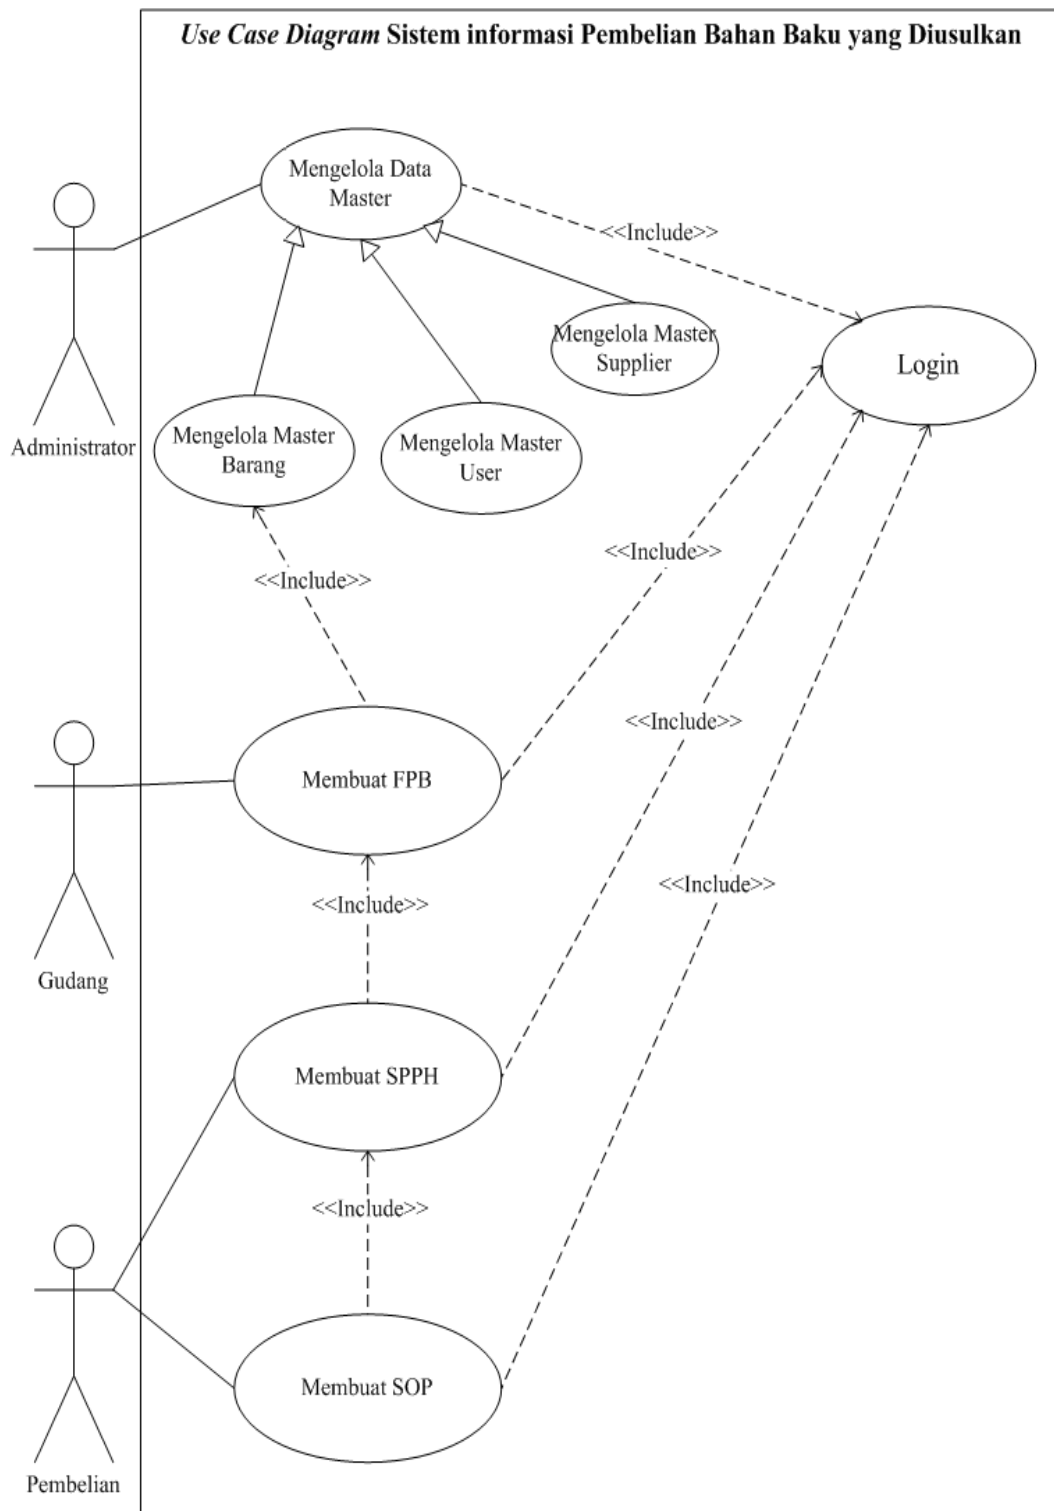 Use Case Diagram Sistem informasi Pembelian Bahan Baku yang Diusulkan
Mengelola Data
Master
<<Include>>
Mengelola Master
Supplier
Login
Administrator
Mengelola Master
Barang
Mengelola Master
User
<<Include>>
<<Include>>
<<Include>>
Membuat FPB
<<Include>>
<<Include>>
Gudang
Membuat SPPH
<<Include>>
Membuat SOP
Pembelian